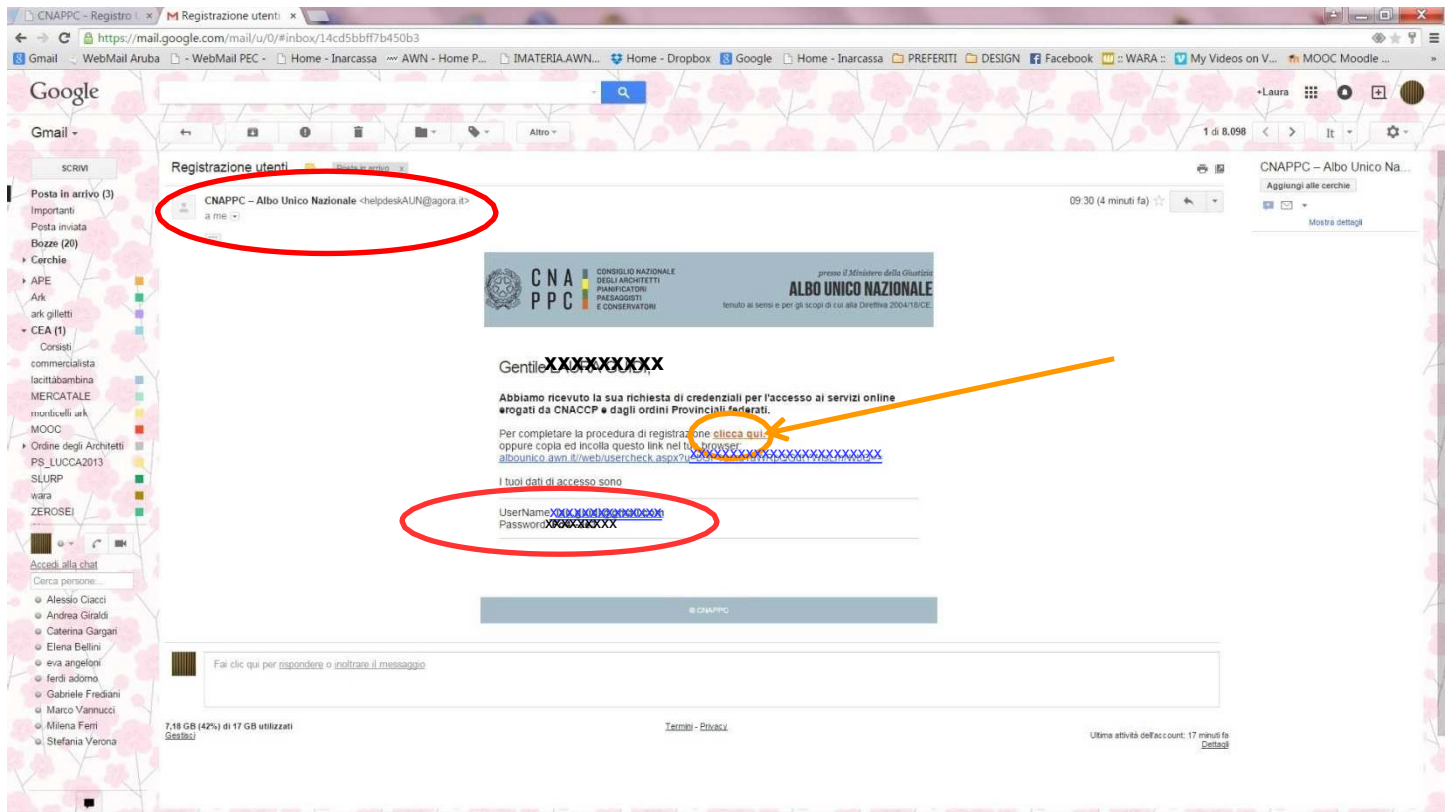 CNAPPC - Registro U
Registrazione utenti
https://mail.google.com/mail/u/0/#inbox/14cd5bbff7b450b3
Gmail WebMail Aruba - WebMail PEC - Home - Inarcassa AWN - Home P... IMATERIA.AWN... Home - Dropbox Google Home - Inarcassa PREFERITI DESIGN Facebook :: WARA :: My Videos on V... MOOC Moodle ... »
Google
+Laura
Gmail
Altro
1 di 8.098
It
SCRIVI
Posta in arrivo (3)
Importanti
Posta inviata
Bozze (20)
Cerchie
APE
Ark
ark gilletti
CEA (1)
Corsisti
commercialista
lacittàbambina
MERCATALE
monticelli ark
MOOC
Ordine degli Architetti
PS_LUCCA2013
SLURP
wara
ZEROSEI
Accedi alla chat
Cerca persone...
Alessio Ciacci
Andrea Giraldi
Caterina Gargari
Elena Bellini
eva angeloni
ferdi adorno
Gabriele Frediani
Marco Vannucci
Milena Ferri
Stefania Verona
Registrazione utenti
Posta in arrivo x
CNAPPC – Albo Unico Nazionale <helpdeskAUN@agora.it>
a me
09:30 (4 minuti fa)
CNAPPC – Albo Unico Na...
Aggiungi alle cerchie
Mostra dettagli
CNA
PPC
CONSIGLIO NAZIONALE
DEGLI ARCHITETTI
PIANIFICATORI
PAESAGGISTI
E CONSERVATORI
presso il Ministero della Giustizia
ALBO UNICO NAZIONALE
tenuto ai sensi e per gli scopi di cui alla Direttiva 2004/18/CE.
Gentile XXXXXXXXX
Abbiamo ricevuto la sua richiesta di credenziali per l'accesso ai servizi online
erogati da CNACCP e dagli ordini Provinciali federati.
Per completare la procedura di registrazione clicca qui.
oppure copia ed incolla questo link nel tuo browser:
albounico.awn.it//web/usercheck.aspx?u
I tuoi dati di accesso sono
UserName
Password
© CNAPPC
Fai clic qui per rispondere o inoltrare il messaggio
7,18 GB (42%) di 17 GB utilizzati
Gestisci
Termini - Privacy
Ultima attività dell'account: 17 minuti fa
Dettagli